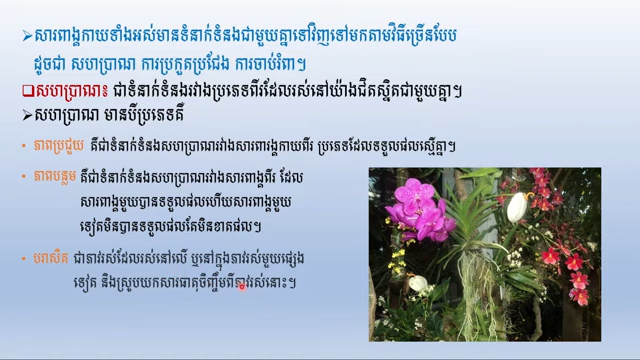 ➢សារពាង្គកាយទាំងអស់មានទំនាក់ទំនងជាមួយគ្នាទៅវិញទៅមកតាមវិធីច្រើនបែប
ដូចជា សហប្រាណ ការប្រកួតប្រជែង ការចាប់រំពា។
❑សហប្រាណ៖ ជាទំនាក់ទំនងរវាងប្រភេទពីរដែលរស់នៅយ៉ាងជិតស្និតជាមួយគ្នា។
➢សហប្រាណ មានបីប្រភេទគឺ
• ភាពប្រជួយ គឺជាទំនាក់ទំនងសហប្រាណរវាងសារពារង្គកាយពីរ ប្រភេទដែលទទួលផលស្មើគ្នា។
• ភាពបន្លម គឺជាទំនាក់ទំនងសហប្រាណរវាងសារពាង្គពីរ ដែល
សារពាង្គមួយបានទទួលផលហើយសារពាង្គមួយ
ទៀតមិនបានទទួលផលតែមិនខាតផល។
• បរាសិត ជាភាវរស់ដែលរស់នៅលើ ឬនៅក្នុងភាវរស់មួយផ្សេង
ទៀត និងស្រូបយកសារធាតុចិញ្ចឹមពីភាវរស់នោះ។